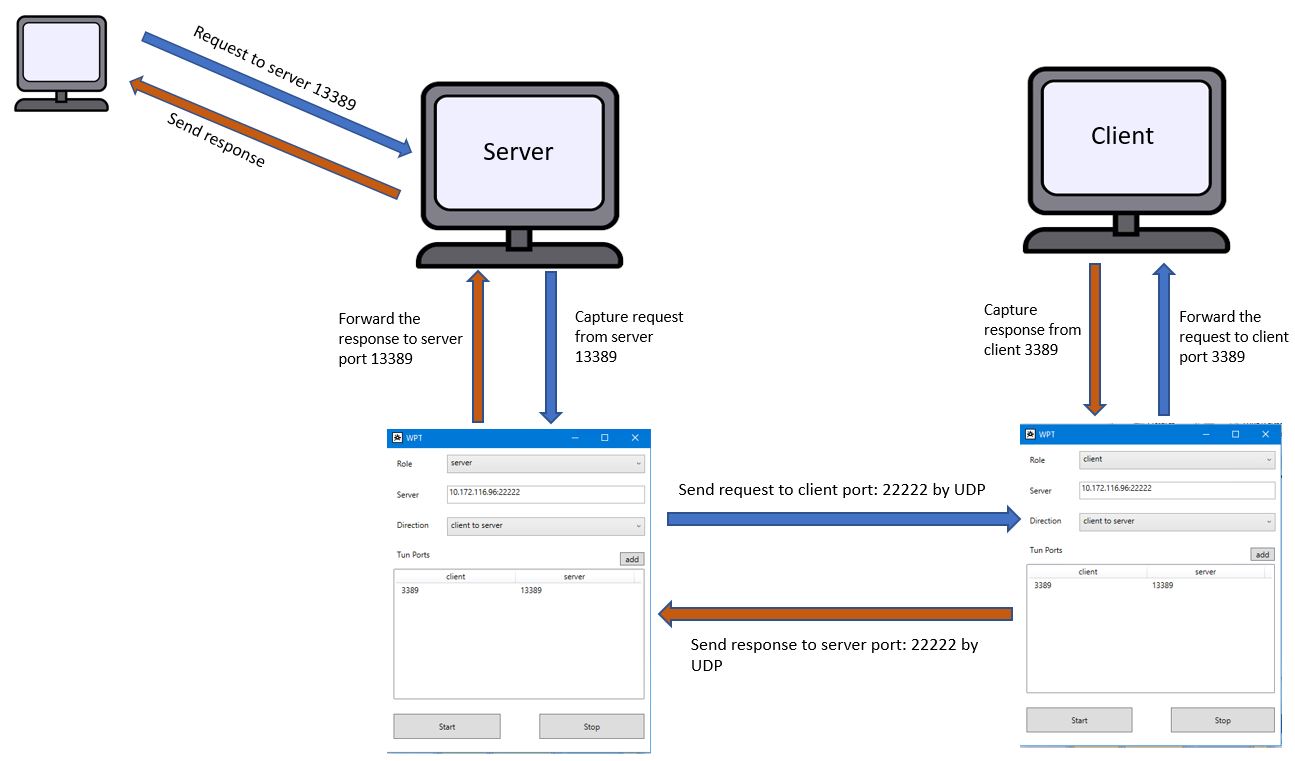 Request to server 13389
Send response
Server
Client
Forward the
response to server
port 13389
Capture request
from server
13389
Capture
response from
client 3389
Forward the
request to client
port 3389
WPT
Role
server
Server
10.172.116.96:22222
Direction
client to server
Tun Ports
add
client
server
3389
13389
Start
Stop
Send request to client port: 22222 by UDP
Send response to server port: 22222 by
UDP
WPT
Role
client
Server
10.172.116.96:22222
Direction
client to server
Tun Ports
add
client
server
3389
13389
Start
Stop